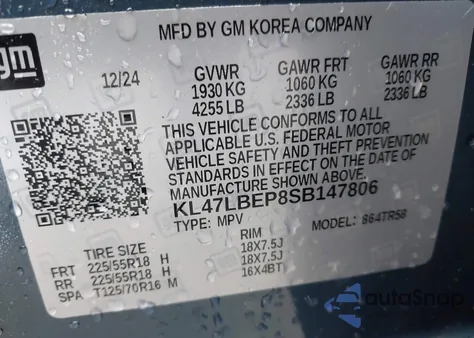 MFD BY GM KOREA COMPANY
gm
12/24
GVWR GAWR FRT GAWR RR
1930 KG 1060 KG 1060 KG
4255 LB 2336 LB 2336 LB
THIS VEHICLE CONFORMS TO ALL
APPLICABLE U.S. FEDERAL MOTOR
VEHICLE SAFETY AND THEFT PREVENTION
STANDARDS IN EFFECT ON THE DATE OF
MANUFACTURE SHOWN ABOVE.
KL47LBEP8SB147806
TYPE: MPV MODEL: 864TR58
TIRE SIZE RIM
FRT 225/55R18 H 18X7.5J
RR 225/55R18 H 18X7.5J
SPA T125/70R16 M 16X4BT
autoSnap